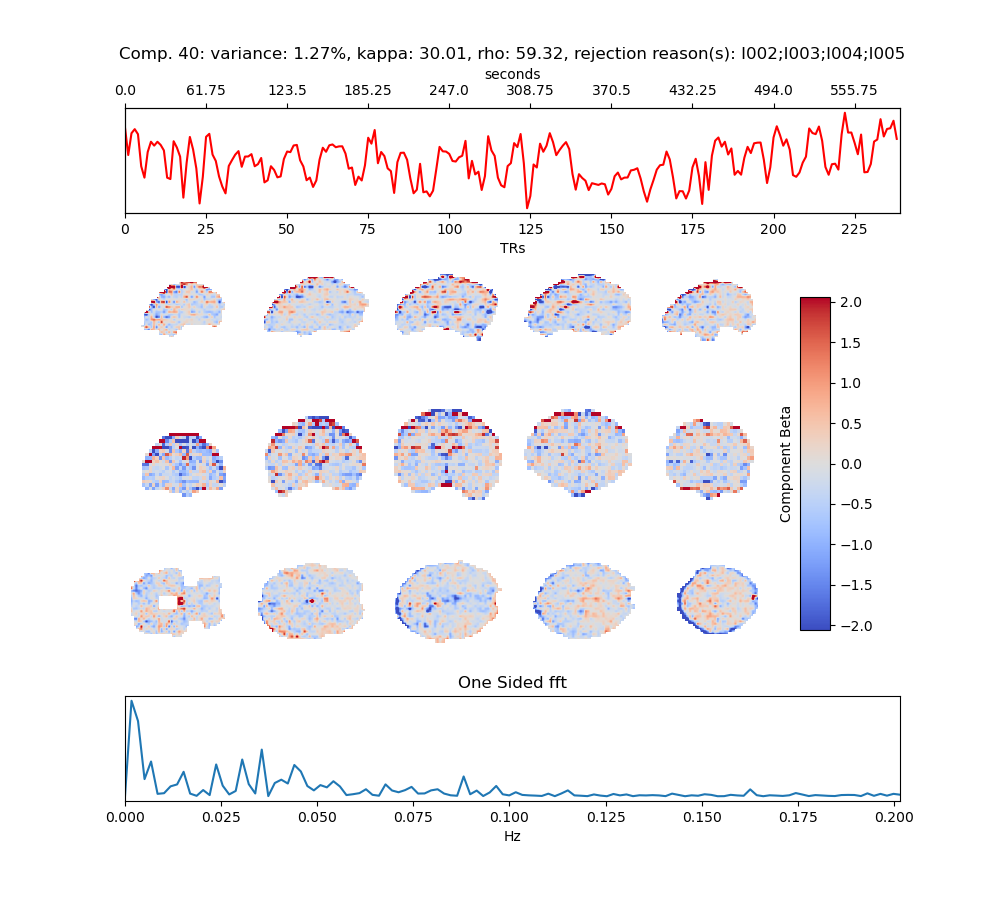 Comp. 40: variance: 1.27%, kappa: 30.01, rho: 59.32, rejection reason(s): I002;I003;I004;I005
seconds
0.0 61.75 123.5 185.25 247.0 308.75 370.5 432.25 494.0 555.75
0 25 50 75 100 125 150 175 200 225
TRs
2.0
1.5
1.0
0.5
0.0
−0.5
−1.0
−1.5
−2.0
Component Beta
One Sided fft
0.000 0.025 0.050 0.075 0.100 0.125 0.150 0.175 0.200
Hz